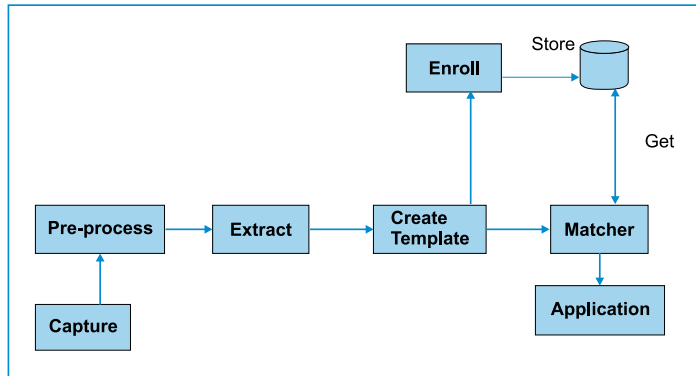 Store
Enroll
Get
Pre-process
Extract
Create
Template
Matcher
Capture
Application